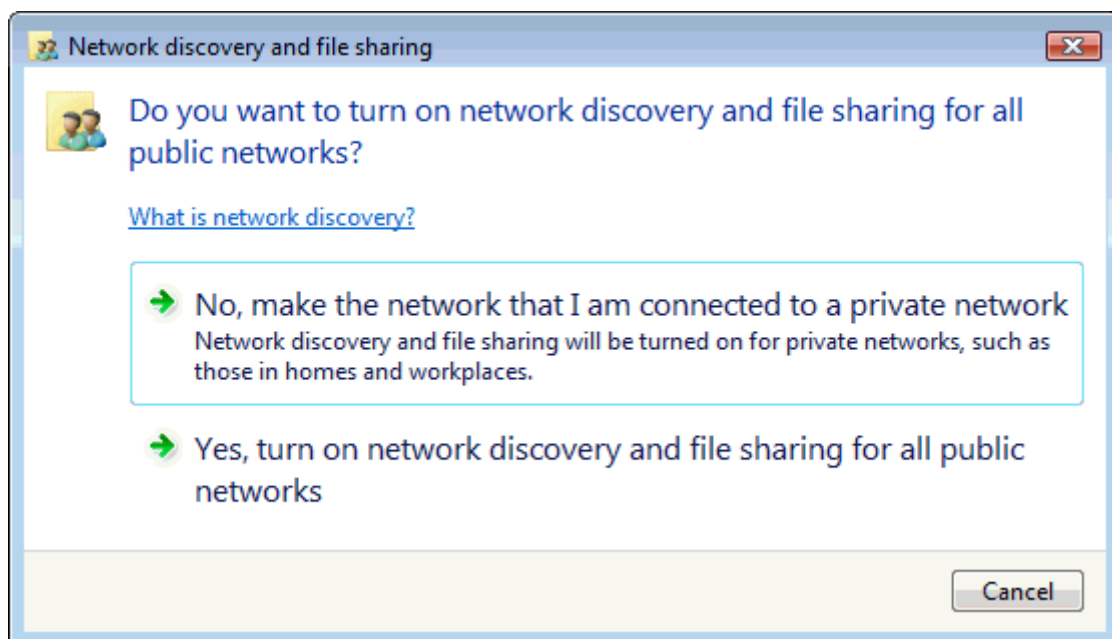 Network discovery and file sharing
Do you want to turn on network discovery and file sharing for all
public networks?
What is network discovery?
No, make the network that I am connected to a private network
Network discovery and file sharing will be turned on for private networks, such as
those in homes and workplaces.
Yes, turn on network discovery and file sharing for all public
networks
Cancel